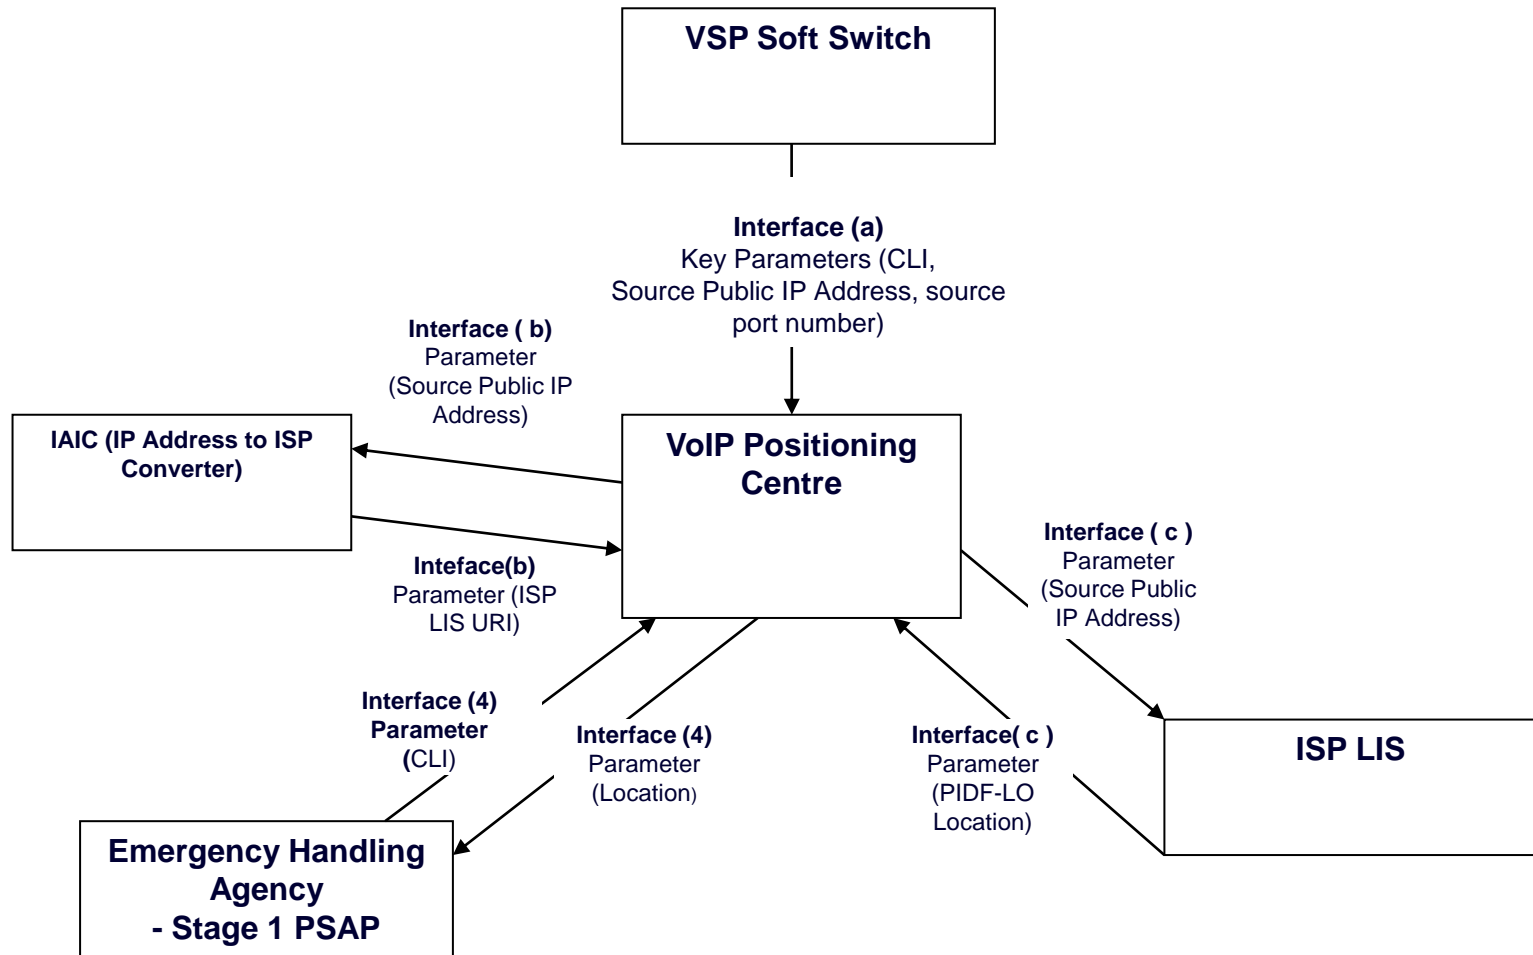 VSP Soft Switch
Interface (a)
Key Parameters (CLI,
Source Public IP Address, source
port number)
Interface ( b)
Parameter
(Source Public IP
Address)
IAIC (IP Address to ISP
Converter)
VoIP Positioning
Centre
Inteface(b)
Parameter (ISP
LIS URI)
Interface ( c )
Parameter
(Source Public
IP Address)
Interface (4)
Parameter
(CLI)
Interface (4)
Parameter
(Location)
Interface( c )
Parameter
(PIDF-LO
Location)
ISP LIS
Emergency Handling
Agency
- Stage 1 PSAP